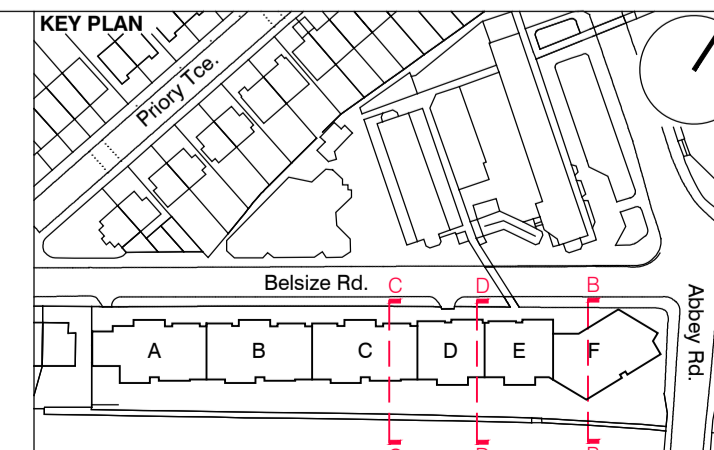 KEY PLAN
Priory Tce.
Belsize Rd.
C D B
Abbey Rd.
A B C D E F